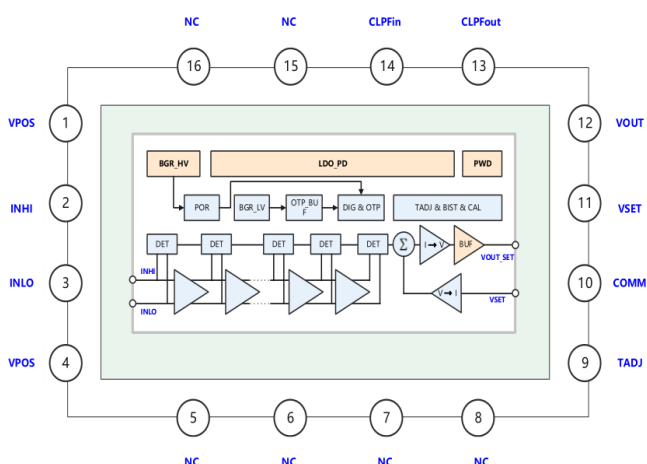 NC NC CLPFin CLPFout
16 15 14 13
VPOS 1 12 VOUT
BGR_HV LDO_PD PWD
INHI 2 11 VSET
POR BGR_LV OTP_BU
F DIG & OTP TADJ & BIST & CAL
DET DET DET DET DET Σ I → V BUF
VOUT_SET
INHI
INLO 3 10 COMM
V → I VSET
INLO
VPOS 4 9 TADJ
5 6 7 8
NC NC NC NC